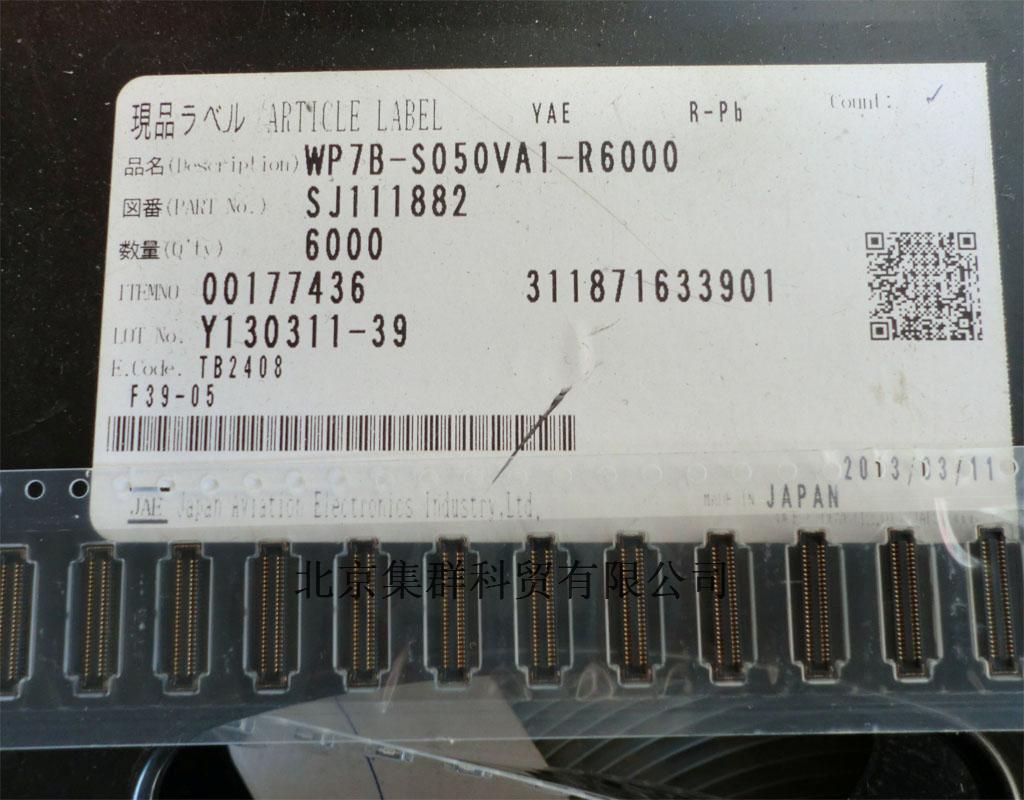 現品ラベル/ARTICLE LABEL YAE R-Pb Count: ✓
品名(Description) WP7B-S050VA1-R6000
図番(PART No.) SJ111882
数量(Q'ty) 6000
ITEMNO 00177436 311871633901
LOT No. Y130311-39
E.Code. TB2408
F39-05
2013/03/11
JAE Japan Aviation Electronics Industry,Ltd. MADE IN JAPAN
北京集群科贸有限公司